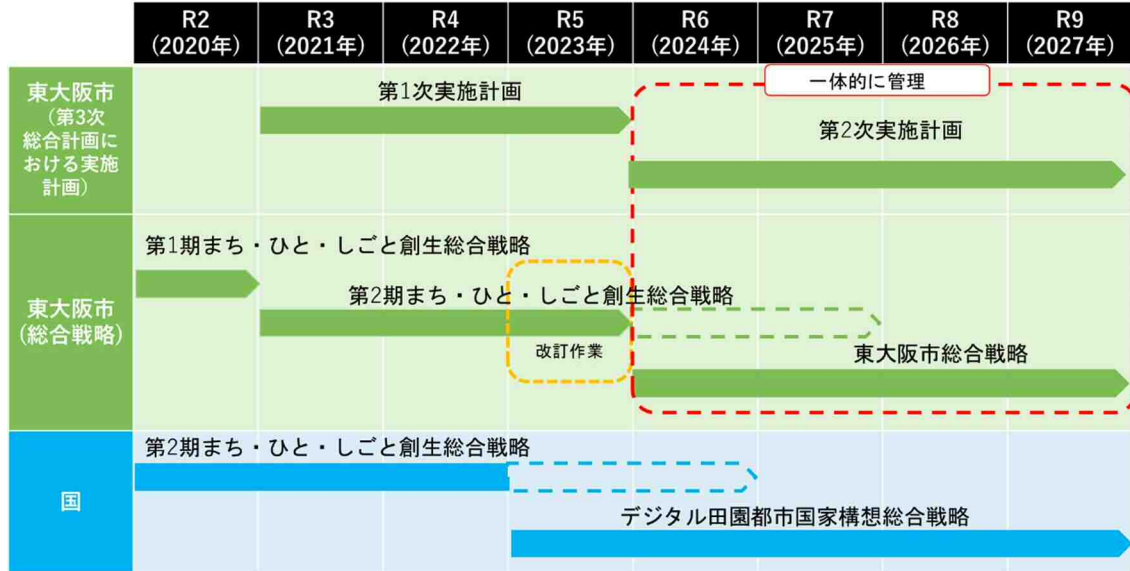 R2 R3 R4 R5 R6 R7 R8 R9
(2020年) (2021年) (2022年) (2023年) (2024年) (2025年) (2026年) (2027年)
一体的に管理
東大阪市
（第3次
総合計画に
おける実施
計画）
第1次実施計画
第2次実施計画
東大阪市
(総合戦略)
第1期まち・ひと・しごと創生総合戦略
第2期まち・ひと・しごと創生総合戦略
改訂作業
東大阪市総合戦略
国
第2期まち・ひと・しごと創生総合戦略
デジタル田園都市国家構想総合戦略